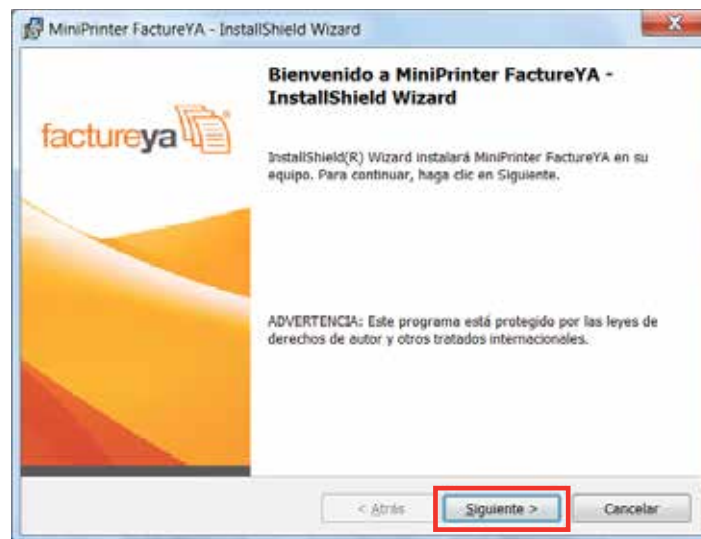 MiniPrinter FactureYA - InstallShield Wizard
Bienvenido a MiniPrinter FactureYA -
InstallShield Wizard
factureya
InstallShield(R) Wizard instalará MiniPrinter FactureYA en su
equipo. Para continuar, haga clic en Siguiente.
ADVERTENCIA: Este programa está protegido por las leyes de
derechos de autor y otros tratados internacionales.
< Atrás
Siguiente >
Cancelar